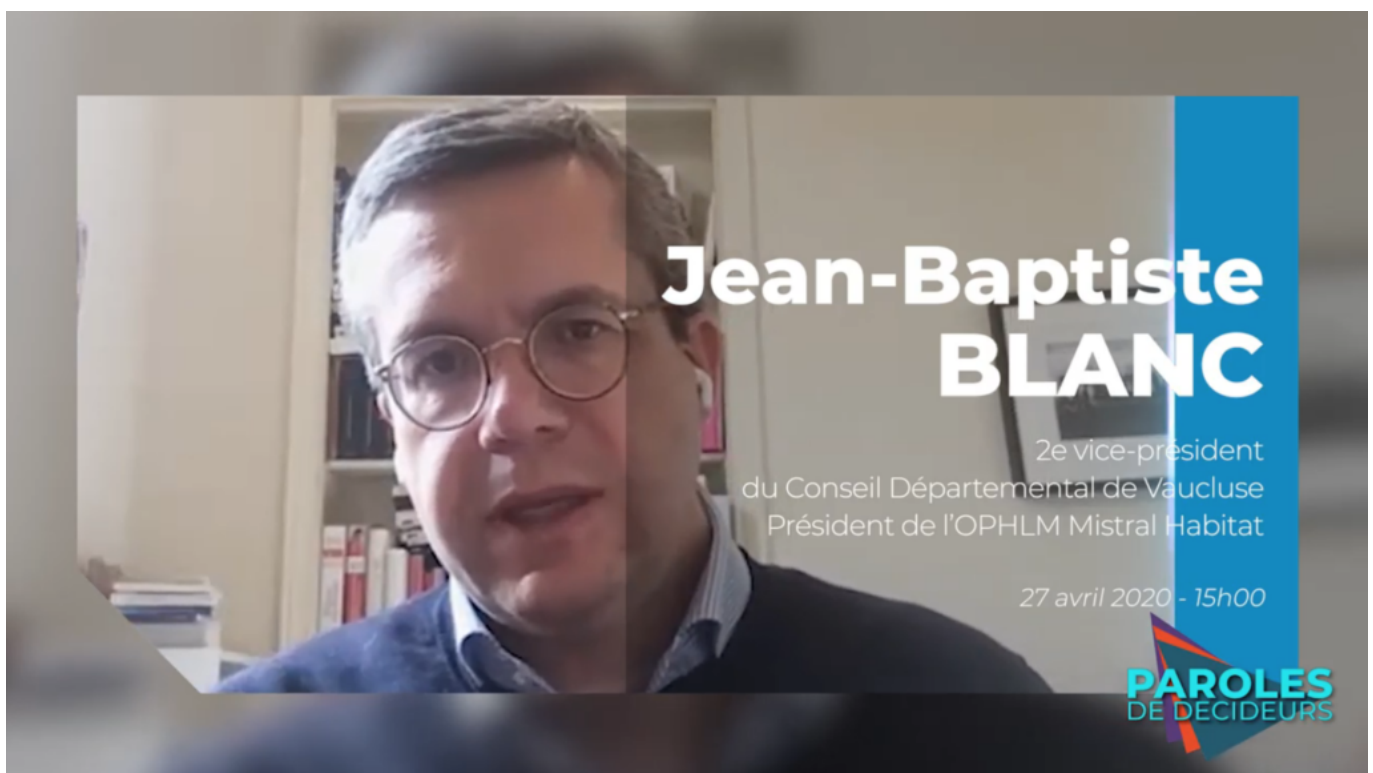 Jean-Baptiste
BLANC
2e vice-président
du Conseil Départemental de Vaucluse
Président de l'OPHLM Mistral Habitat
27 avril 2020 - 15h00
PAROLES
DE DECIDEURS